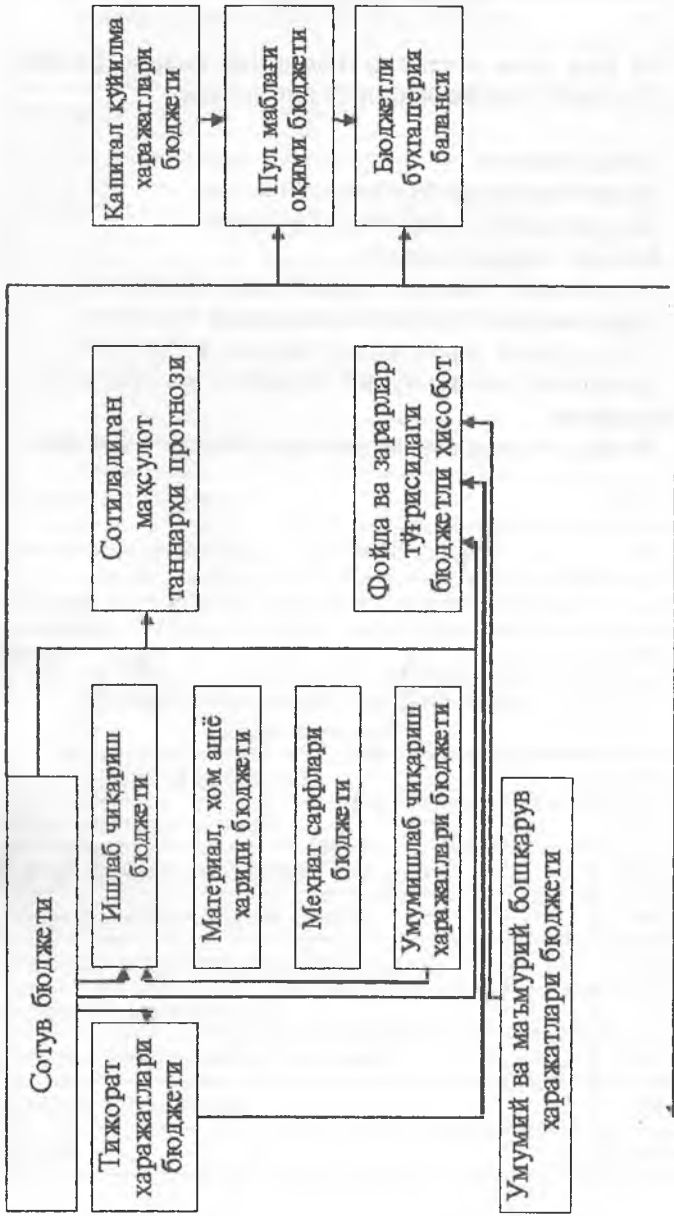 Сотув бюджети
Тижорат
харажатлари
бюджети
Ишлаб чиқариш
бюджети
Материал, хом ашё
хариди бюджети
Меҳнат сарфлари
бюджети
Умумишлаб чиқариш
харажатлари бюджети
Умумий ва маъмурий бошқарув
харажатлари бюджети
Сотиладиган
маҳсулот
таннархи прогнози
Фойда ва зарарлар
тўғрисидаги
бюджетли ҳисобот
Капитал қўйилма
харажатлари
бюджети
Пул маблағи
оқими бюджети
Бюджетли
бухгалтерия
баланси